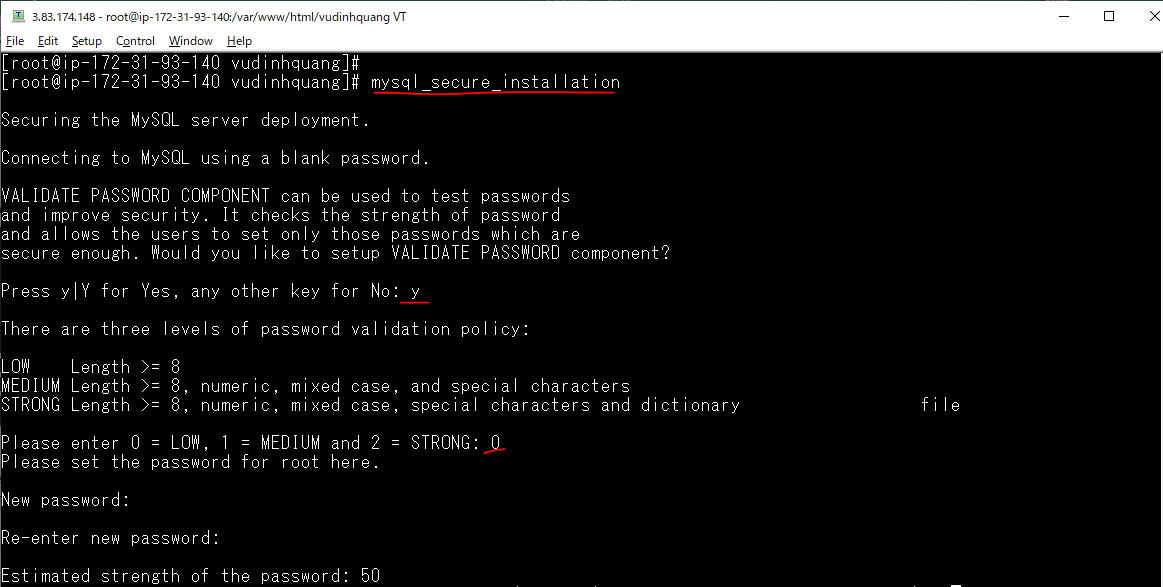 3.83.174.148 - root@ip-172-31-93-140:/var/www/html/vudinhquang VT
File Edit Setup Control Window Help
[root@ip-172-31-93-140 vudinhquang]#
[root@ip-172-31-93-140 vudinhquang]# mysql_secure_installation
Securing the MySQL server deployment.
Connecting to MySQL using a blank password.
VALIDATE PASSWORD COMPONENT can be used to test passwords
and improve security. It checks the strength of password
and allows the users to set only those passwords which are
secure enough. Would you like to setup VALIDATE PASSWORD component?
Press y|Y for Yes, any other key for No: y
There are three levels of password validation policy:
LOW    Length >= 8
MEDIUM Length >= 8, numeric, mixed case, and special characters
STRONG Length >= 8, numeric, mixed case, special characters and dictionary                  file
Please enter 0 = LOW, 1 = MEDIUM and 2 = STRONG: 0
Please set the password for root here.
New password:
Re-enter new password:
Estimated strength of the password: 50